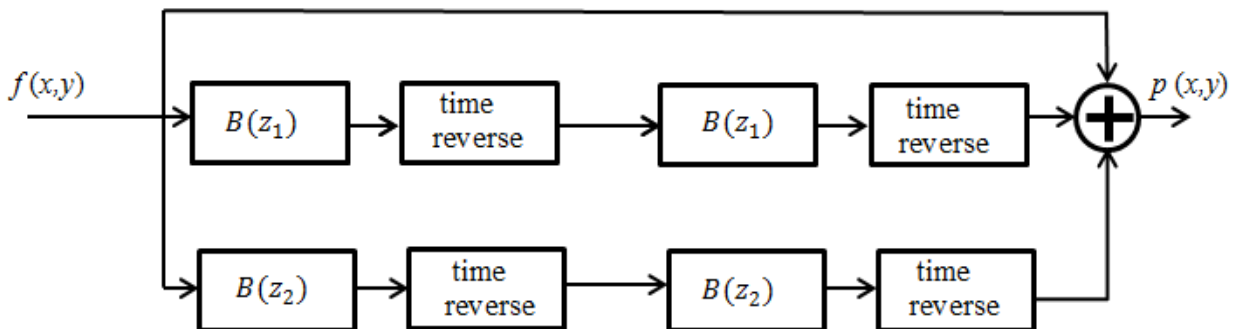 f(x,y)
B(z₁)
time
reverse
B(z₁)
time
reverse
p (x,y)
B(z₂)
time
reverse
B(z₂)
time
reverse